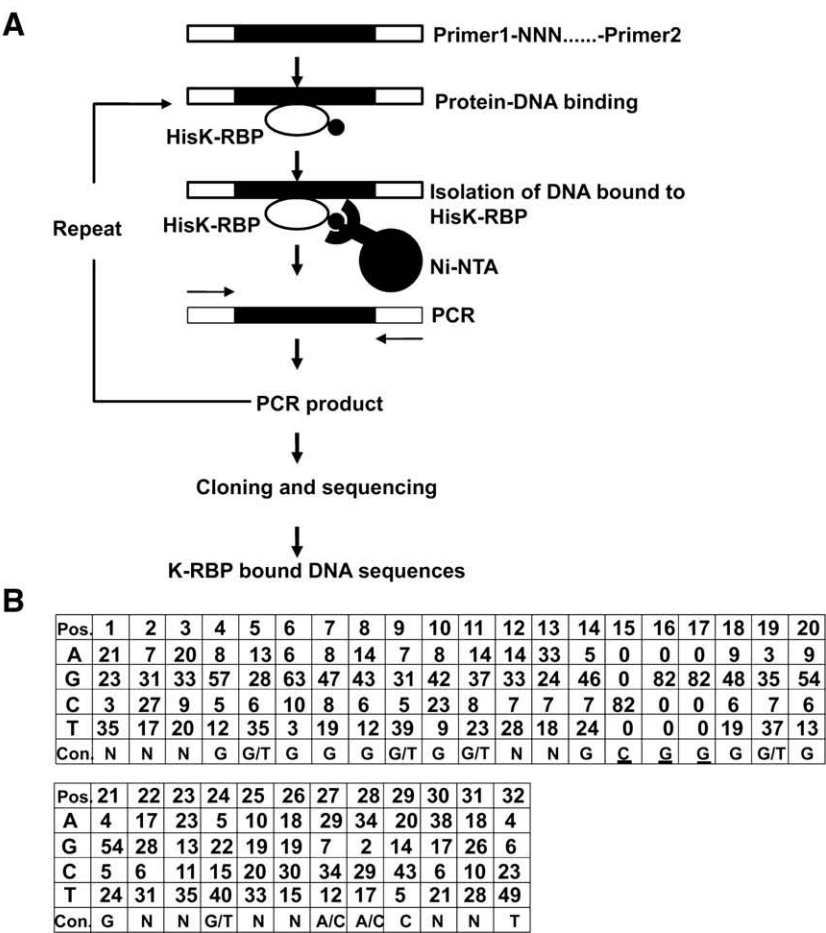 A
Primer1-NNN......-Primer2
Protein-DNA binding
HisK-RBP
Isolation of DNA bound to
HisK-RBP
HisK-RBP
Repeat
Ni-NTA
PCR
PCR product
Cloning and sequencing
K-RBP bound DNA sequences
B
Pos. 1 2 3 4 5 6 7 8 9 10 11 12 13 14 15 16 17 18 19 20
A 21 7 20 8 13 6 8 14 7 8 14 14 33 5 0 0 0 9 3 9
G 23 31 33 57 28 63 47 43 31 42 37 33 24 46 0 82 82 48 35 54
C 3 27 9 5 6 10 8 6 5 23 8 7 7 7 82 0 0 6 7 6
T 35 17 20 12 35 3 19 12 39 9 23 28 18 24 0 0 0 19 37 13
Con. N N N G G/T G G G G/T G G/T N N G C G G G G/T G
Pos. 21 22 23 24 25 26 27 28 29 30 31 32
A 4 17 23 5 10 18 29 34 20 38 18 4
G 54 28 13 22 19 19 7 2 14 17 26 6
C 5 6 11 15 20 30 34 29 43 6 10 23
T 24 31 35 40 33 15 12 17 5 21 28 49
Con. G N N G/T N N A/C A/C C N N T